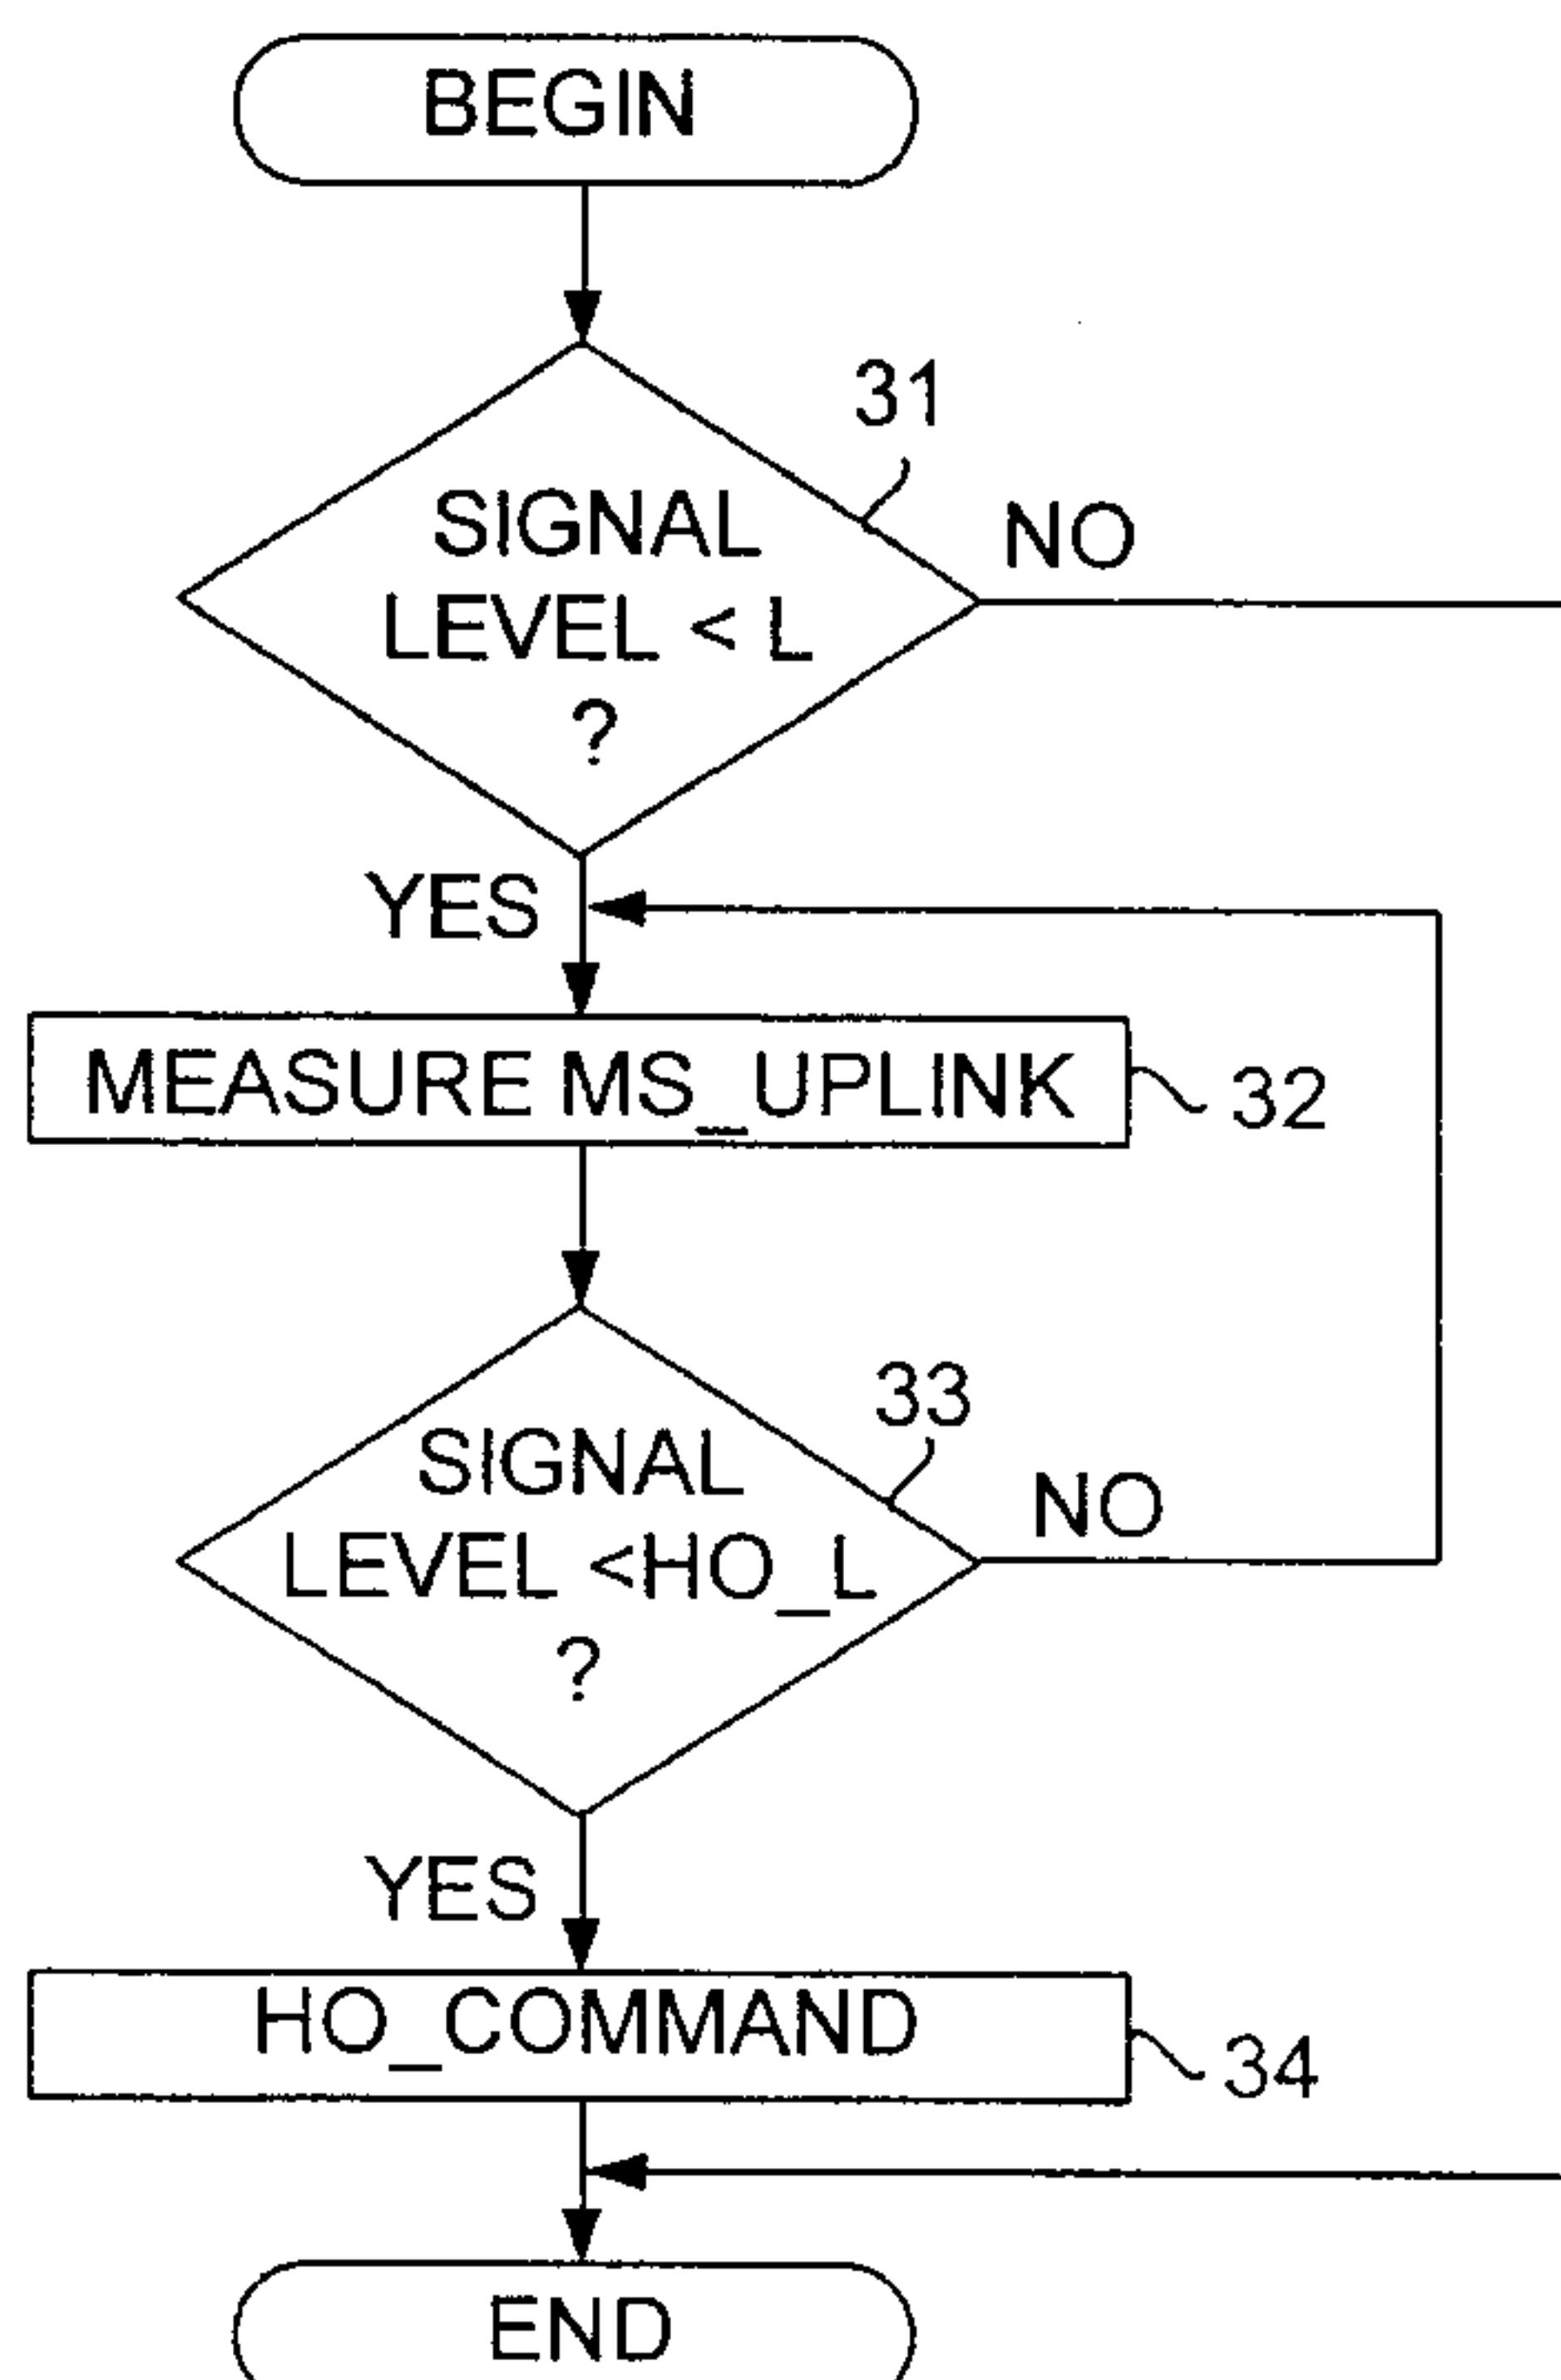 BEGIN
31
SIGNAL
LEVEL < L
?
NO
YES
MEASURE MS_UPLINK
32
33
SIGNAL
LEVEL <HO_L
?
NO
YES
HO_COMMAND
34
END